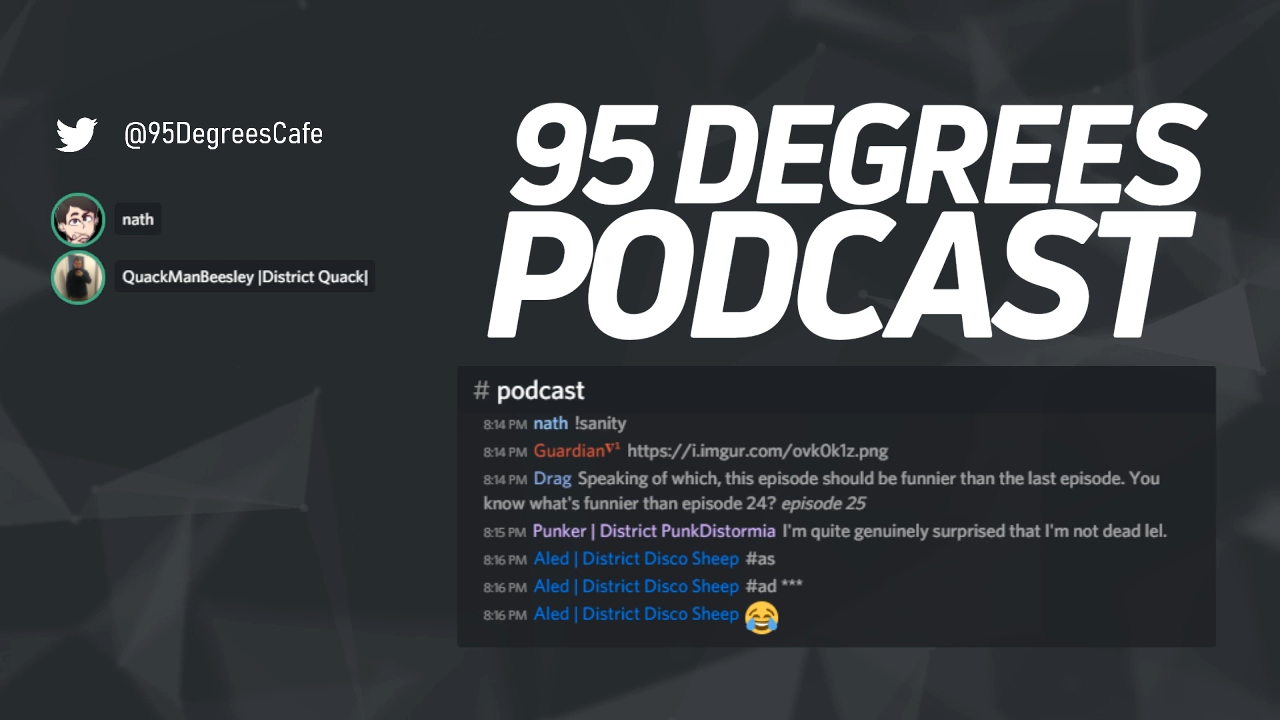 @95DegreesCafe
nath
QuackManBeesley |District Quack|
95 DEGREES
PODCAST
# podcast
8:14 PM nath !sanity
8:14 PM Guardian⛛¹ https://i.imgur.com/ovk0k1z.png
8:14 PM Drag Speaking of which, this episode should be funnier than the last episode. You
know what's funnier than episode 24? episode 25
8:15 PM Punker | District PunkDistormia I'm quite genuinely surprised that I'm not dead lel.
8:16 PM Aled | District Disco Sheep #as
8:16 PM Aled | District Disco Sheep #ad ***
8:16 PM Aled | District Disco Sheep 😂